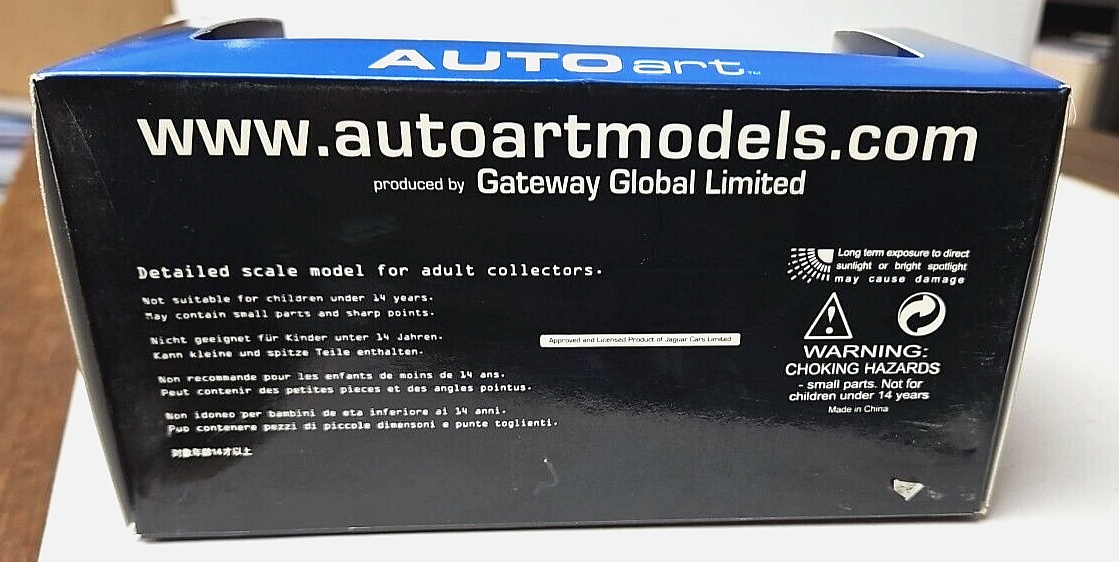 AUTOart™
www.autoartmodels.com
produced by Gateway Global Limited
Detailed scale model for adult collectors.
Not suitable for children under 14 years.
May contain small parts and sharp points.
Nicht geeignet für Kinder unter 14 Jahren.
Kann kleine und spitze Teile enthalten.
Non recommande pour les enfants de moins de 14 ans.
Peut contenir des petites pieces et des angles pointus.
Non idoneo per bambini de eta inferiore ai 14 anni.
Puo contenere pezzi di piccole dimensoni e punte toglienti.
対象年齢14才以上
Approved and Licensed Product of Jaguar Cars Limited
Long term exposure to direct
sunlight or bright spotlight
may cause damage
WARNING:
CHOKING HAZARDS
- small parts. Not for
children under 14 years
Made in China